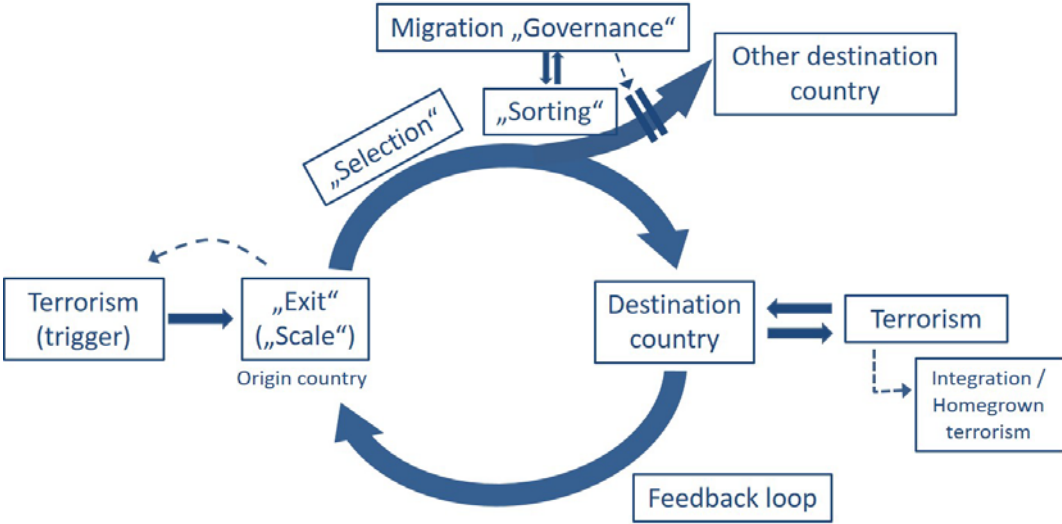 Migration „Governance“
„Sorting“
Other destination
country
„Selection“
Terrorism
(trigger)
„Exit“
(„Scale“)
Origin country
Destination
country
Terrorism
Integration /
Homegrown
terrorism
Feedback loop